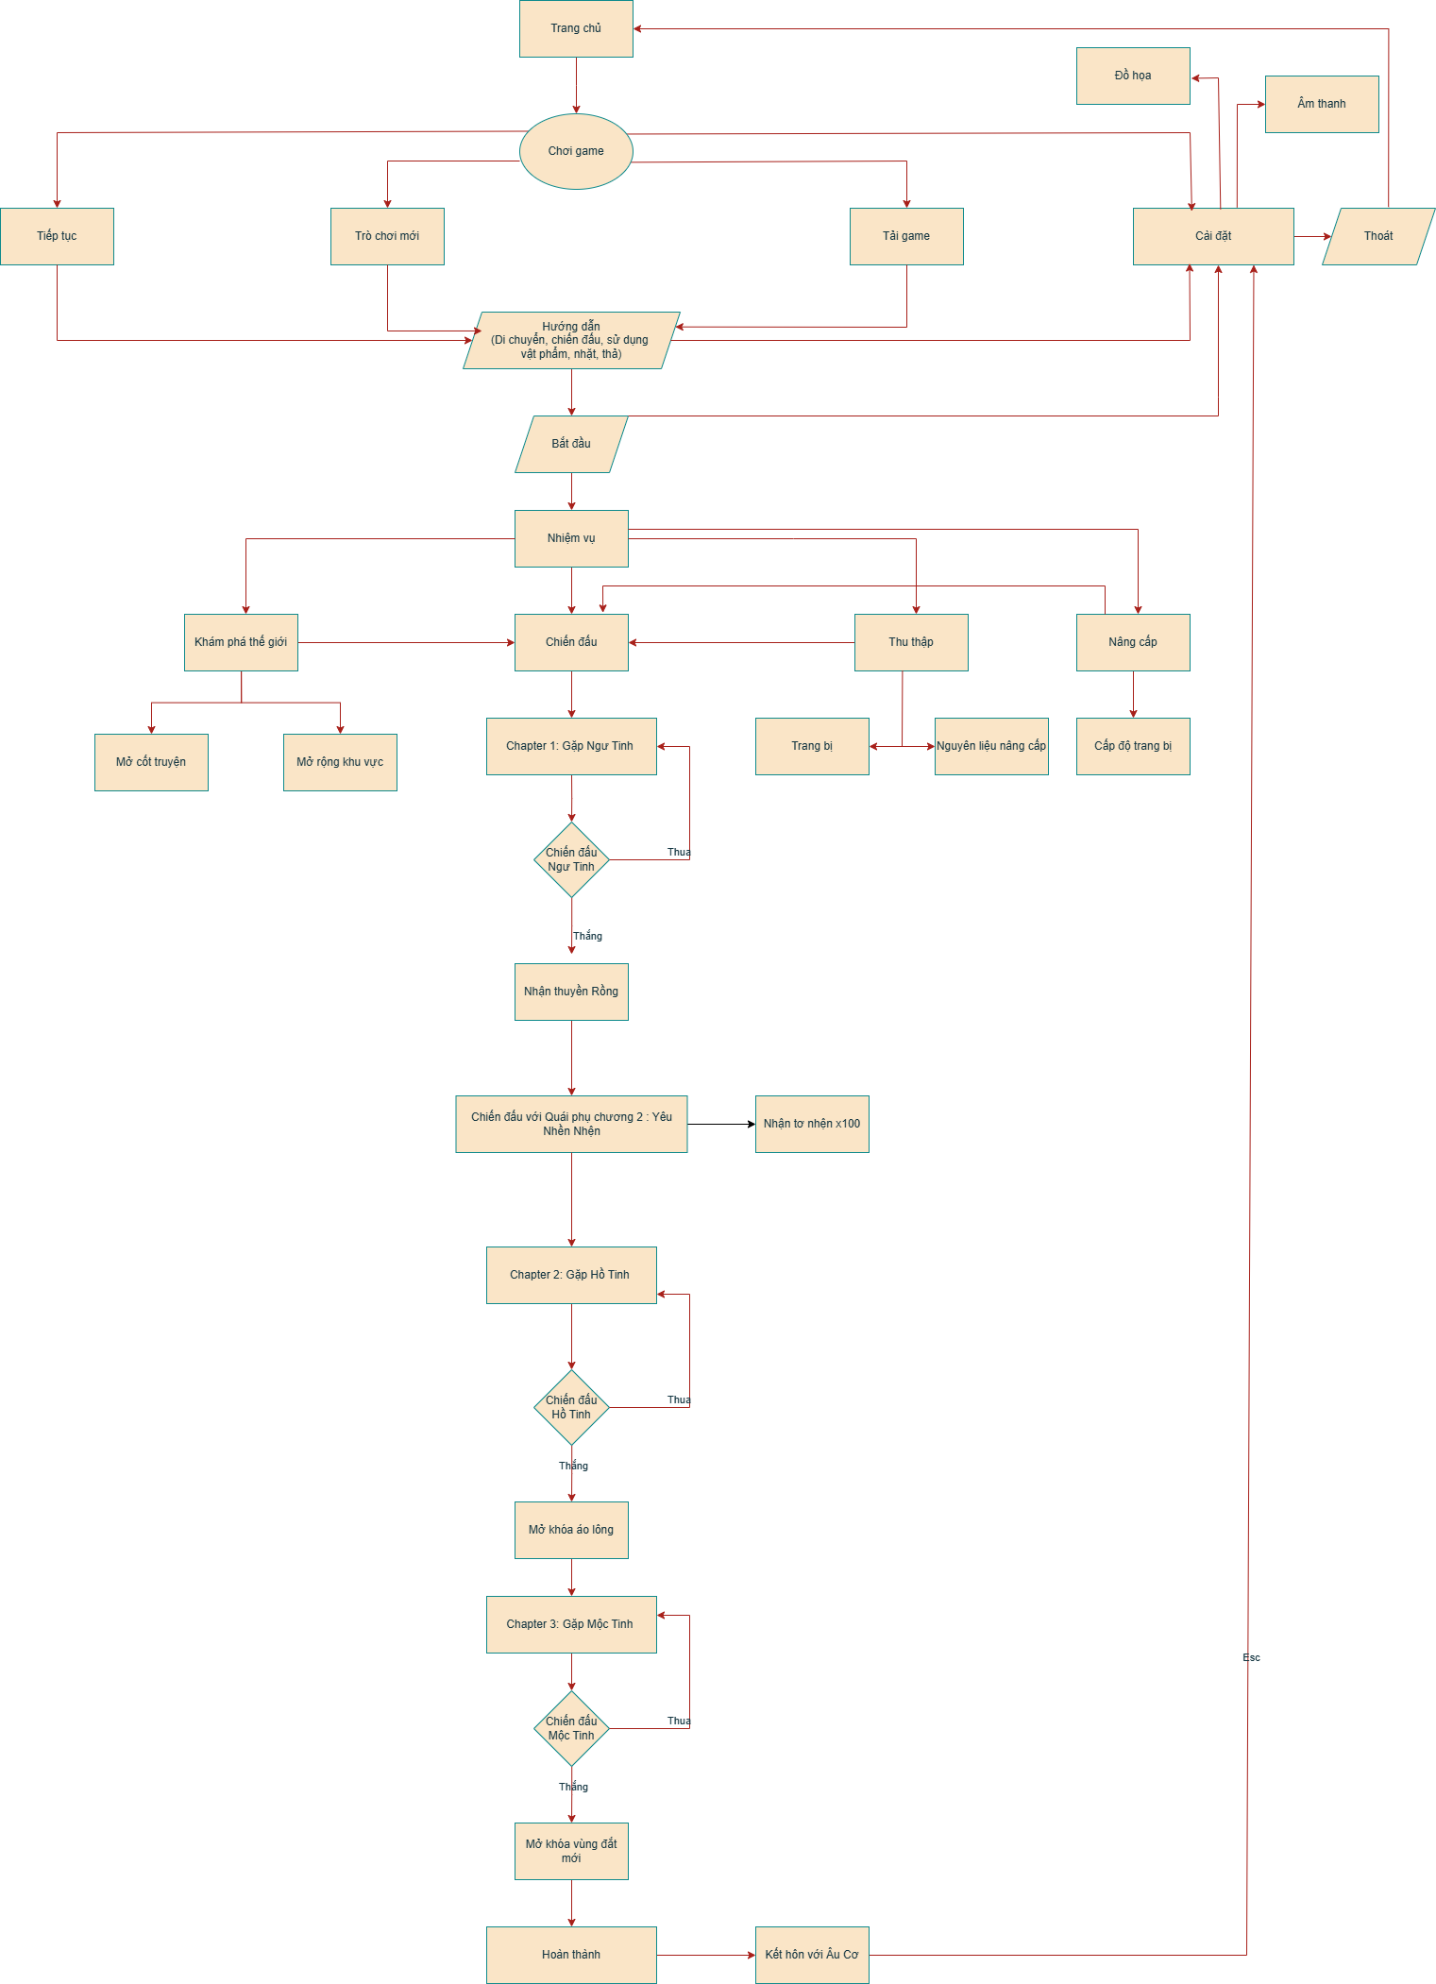 Trang chủ
Đồ họa
Âm thanh
Chơi game
Tiếp tục
Trò chơi mới
Tải game
Cài đặt
Thoát
Hướng dẫn
(Di chuyển, chiến đấu, sử dụng
vật phẩm, nhặt, thả)
Bắt đầu
Nhiệm vụ
Khám phá thế giới
Chiến đấu
Thu thập
Nâng cấp
Mở cốt truyện
Mở rộng khu vực
Chapter 1: Gặp Ngư Tinh
Trang bị
Nguyên liệu nâng cấp
Cấp độ trang bị
Chiến đấu
Ngư Tinh
Thua
Thắng
Nhận thuyền Rồng
Chiến đấu với Quái phụ chương 2 : Yêu
Nhền Nhện
Nhận tơ nhện x100
Chapter 2: Gặp Hồ Tinh
Chiến đấu
Hồ Tinh
Thua
Thắng
Mở khóa áo lông
Chapter 3: Gặp Mộc Tinh
Esc
Chiến đấu
Mộc Tinh
Thua
Thắng
Mở khóa vùng đất
mới
Hoàn thành
Kết hôn với Âu Cơ